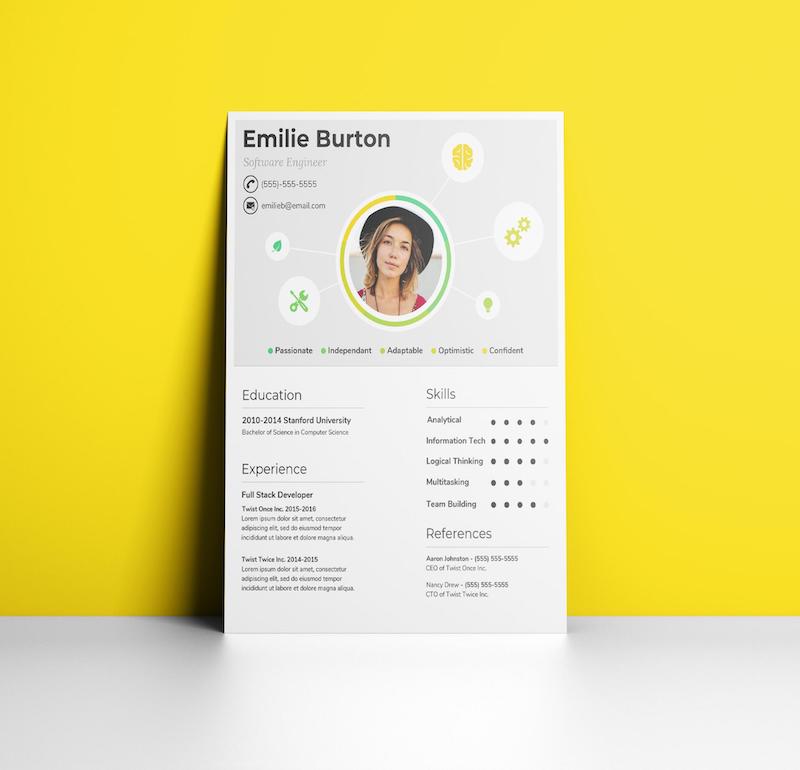 Emilie Burton
Software Engineer
(555)-555-5555
emilieb@email.com
Passionate
Independant
Adaptable
Optimistic
Confident
Education
2010-2014 Stanford University
Bachelor of Science in Computer Science
Experience
Full Stack Developer
Twist Once Inc. 2015-2016
Lorem ipsum dolor sit amet, consectetur
adipiscing elit, sed do eiusmod tempor
incididunt ut labore et dolore magna aliqua.
Twist Twice Inc. 2014-2015
Lorem ipsum dolor sit amet, consectetur
adipiscing elit, sed do eiusmod tempor
incididunt ut labore et dolore magna aliqua.
Skills
Analytical
Information Tech
Logical Thinking
Multitasking
Team Building
References
Aaron Johnston - (555) 555-5555
CEO of Twist Once Inc.
Nancy Drew - (555) 555-5555
CTO of Twist Twice Inc.